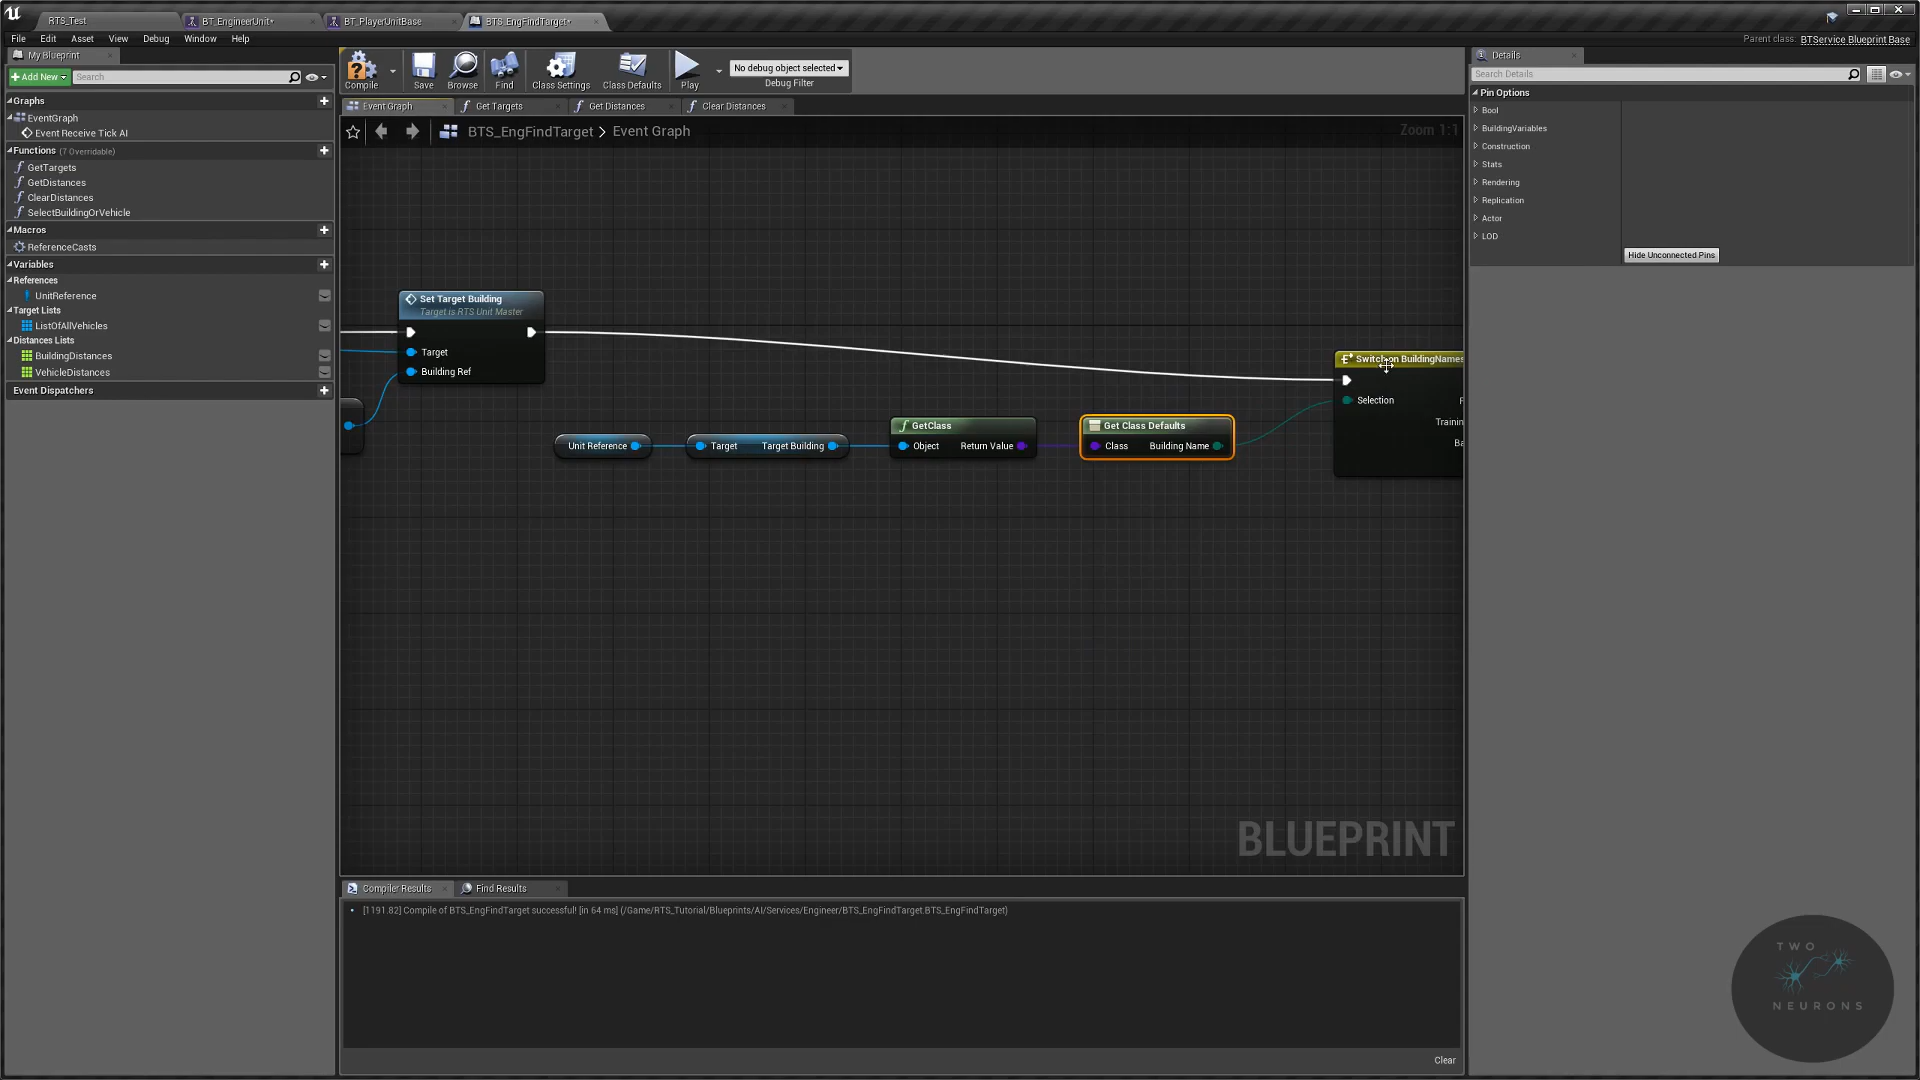 RTS_Test
BT_EngineerUnit*
BT_PlayerUnitBase
BTS_EngFindTarget*
File Edit Asset View Debug Window Help
Parent class: BTService Blueprint Base
My Blueprint
Add New
Search
Graphs
EventGraph
Event Receive Tick AI
Functions (7 Overridable)
GetTargets
GetDistances
ClearDistances
SelectBuildingOrVehicle
Macros
ReferenceCasts
Variables
References
UnitReference
Target Lists
ListOfAllVehicles
Distances Lists
BuildingDistances
VehicleDistances
Event Dispatchers
Compile
Save
Browse
Find
Class Settings
Class Defaults
Play
No debug object selected
Debug Filter
Event Graph
Get Targets
Get Distances
Clear Distances
BTS_EngFindTarget > Event Graph
Zoom 1:1
Set Target Building
Target is RTS Unit Master
Target
Building Ref
Unit Reference
Target Target Building
GetClass
Object Return Value
Get Class Defaults
Class Building Name
Switch on BuildingNames
Selection
Trainin
Ba
BLUEPRINT
Compiler Results
Find Results
[1191.82] Compile of BTS_EngFindTarget successful! [in 64 ms] (/Game/RTS_Tutorial/Blueprints/AI/Services/Engineer/BTS_EngFindTarget.BTS_EngFindTarget)
Clear
Details
Search Details
Pin Options
Bool
BuildingVariables
Construction
Stats
Rendering
Replication
Actor
LOD
Hide Unconnected Pins
TWO
NEURONS